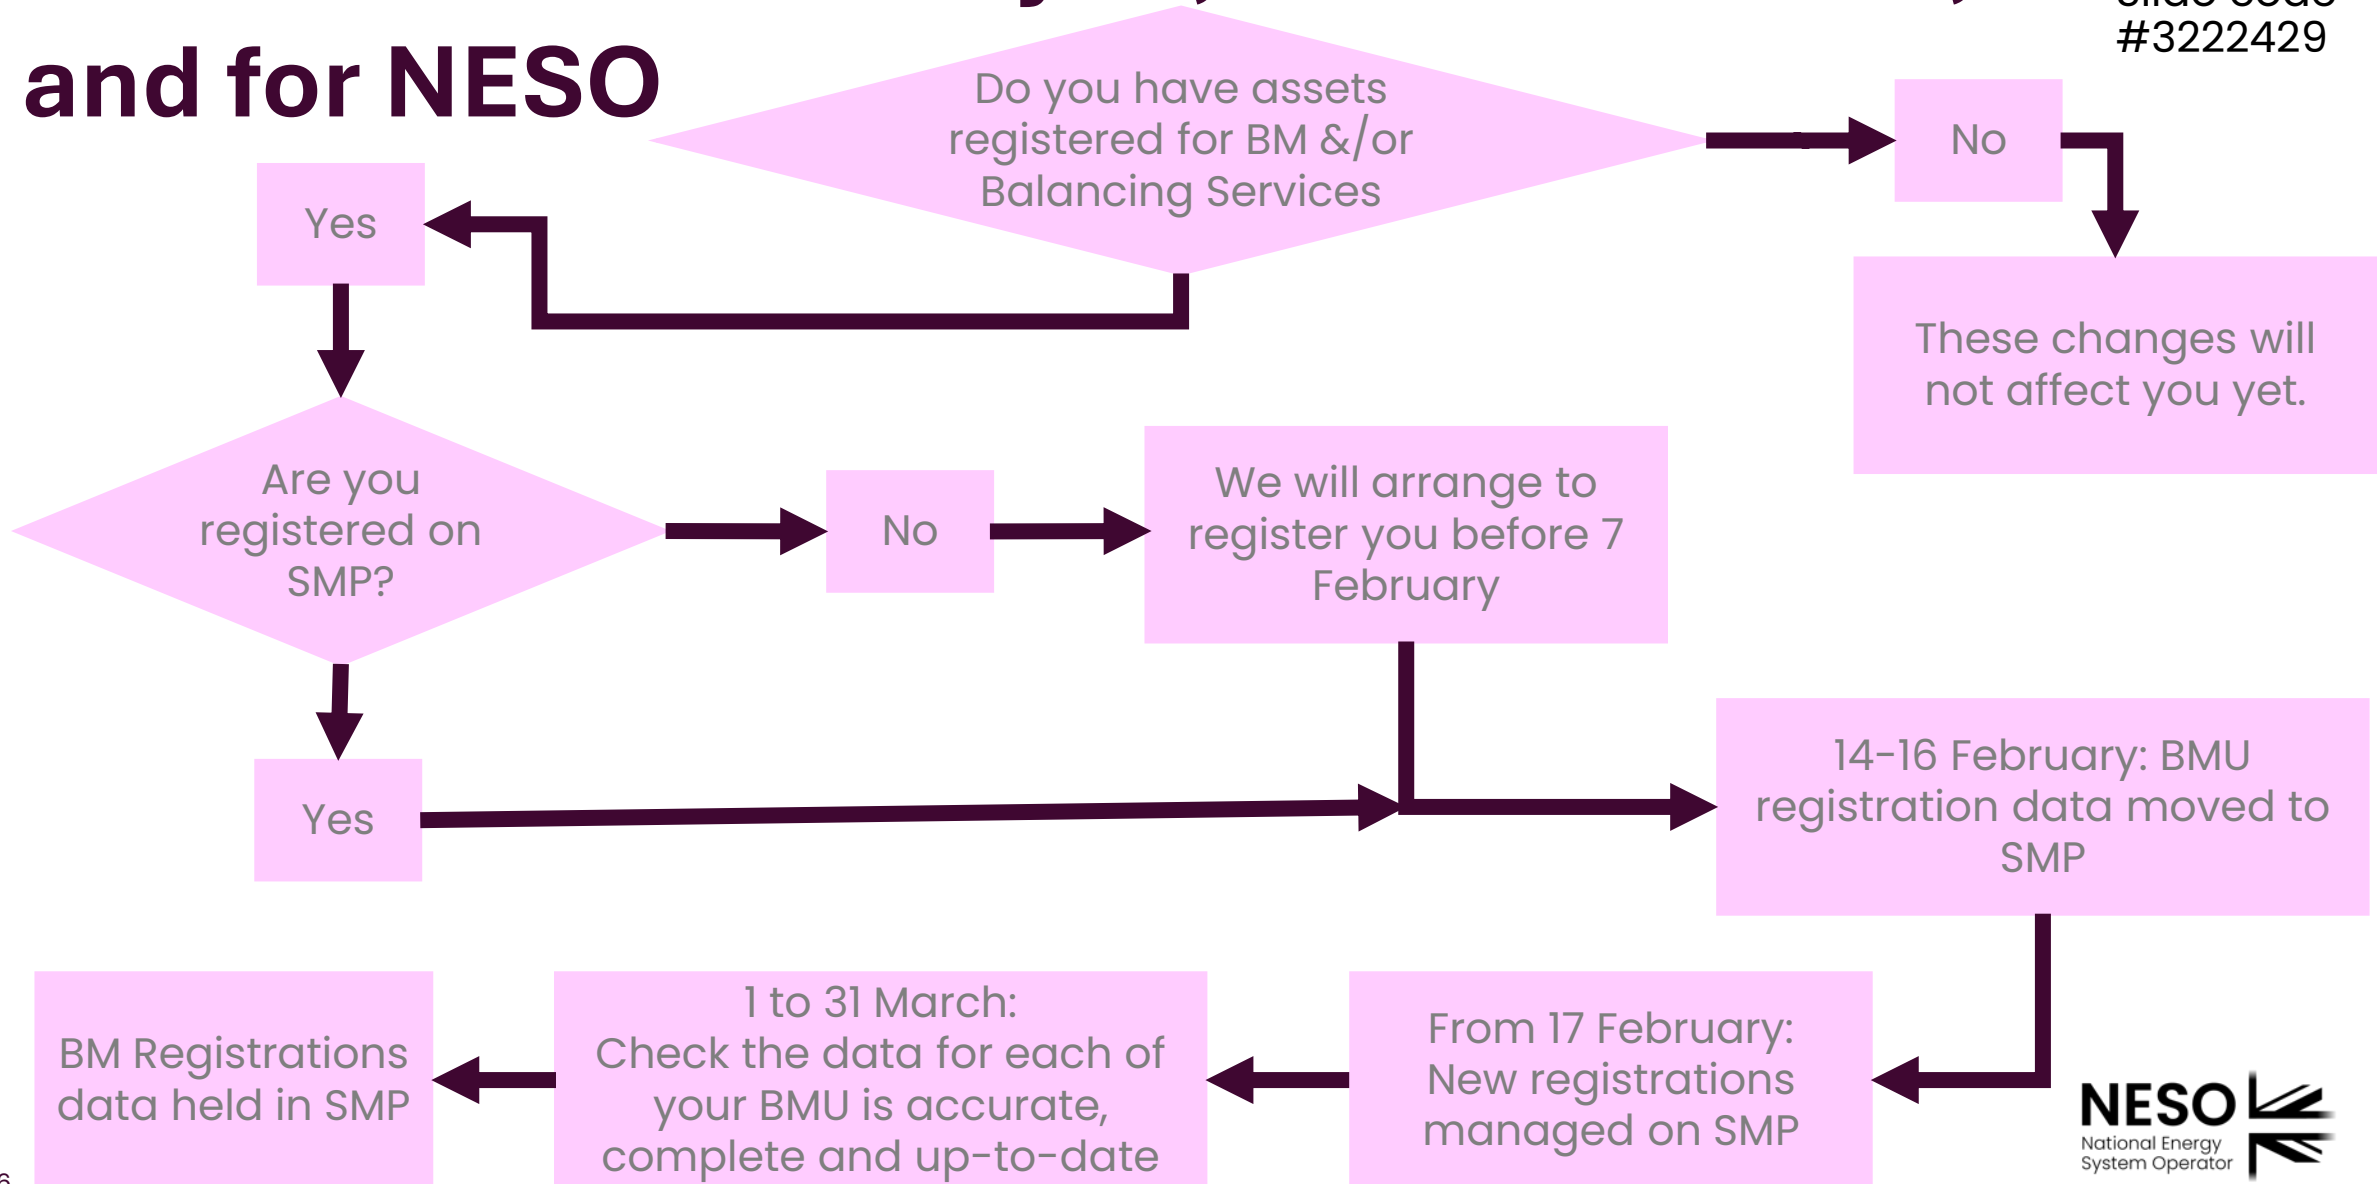 #3222429
and for NESO
Do you have assets
registered for BM &/or
Balancing Services
No
Yes
These changes will
not affect you yet.
Are you
registered on
SMP?
No
We will arrange to
register you before 7
February
Yes
14-16 February: BMU
registration data moved to
SMP
From 17 February:
New registrations
managed on SMP
1 to 31 March:
Check the data for each of
your BMU is accurate,
complete and up-to-date
BM Registrations
data held in SMP
NESO
National Energy
System Operator